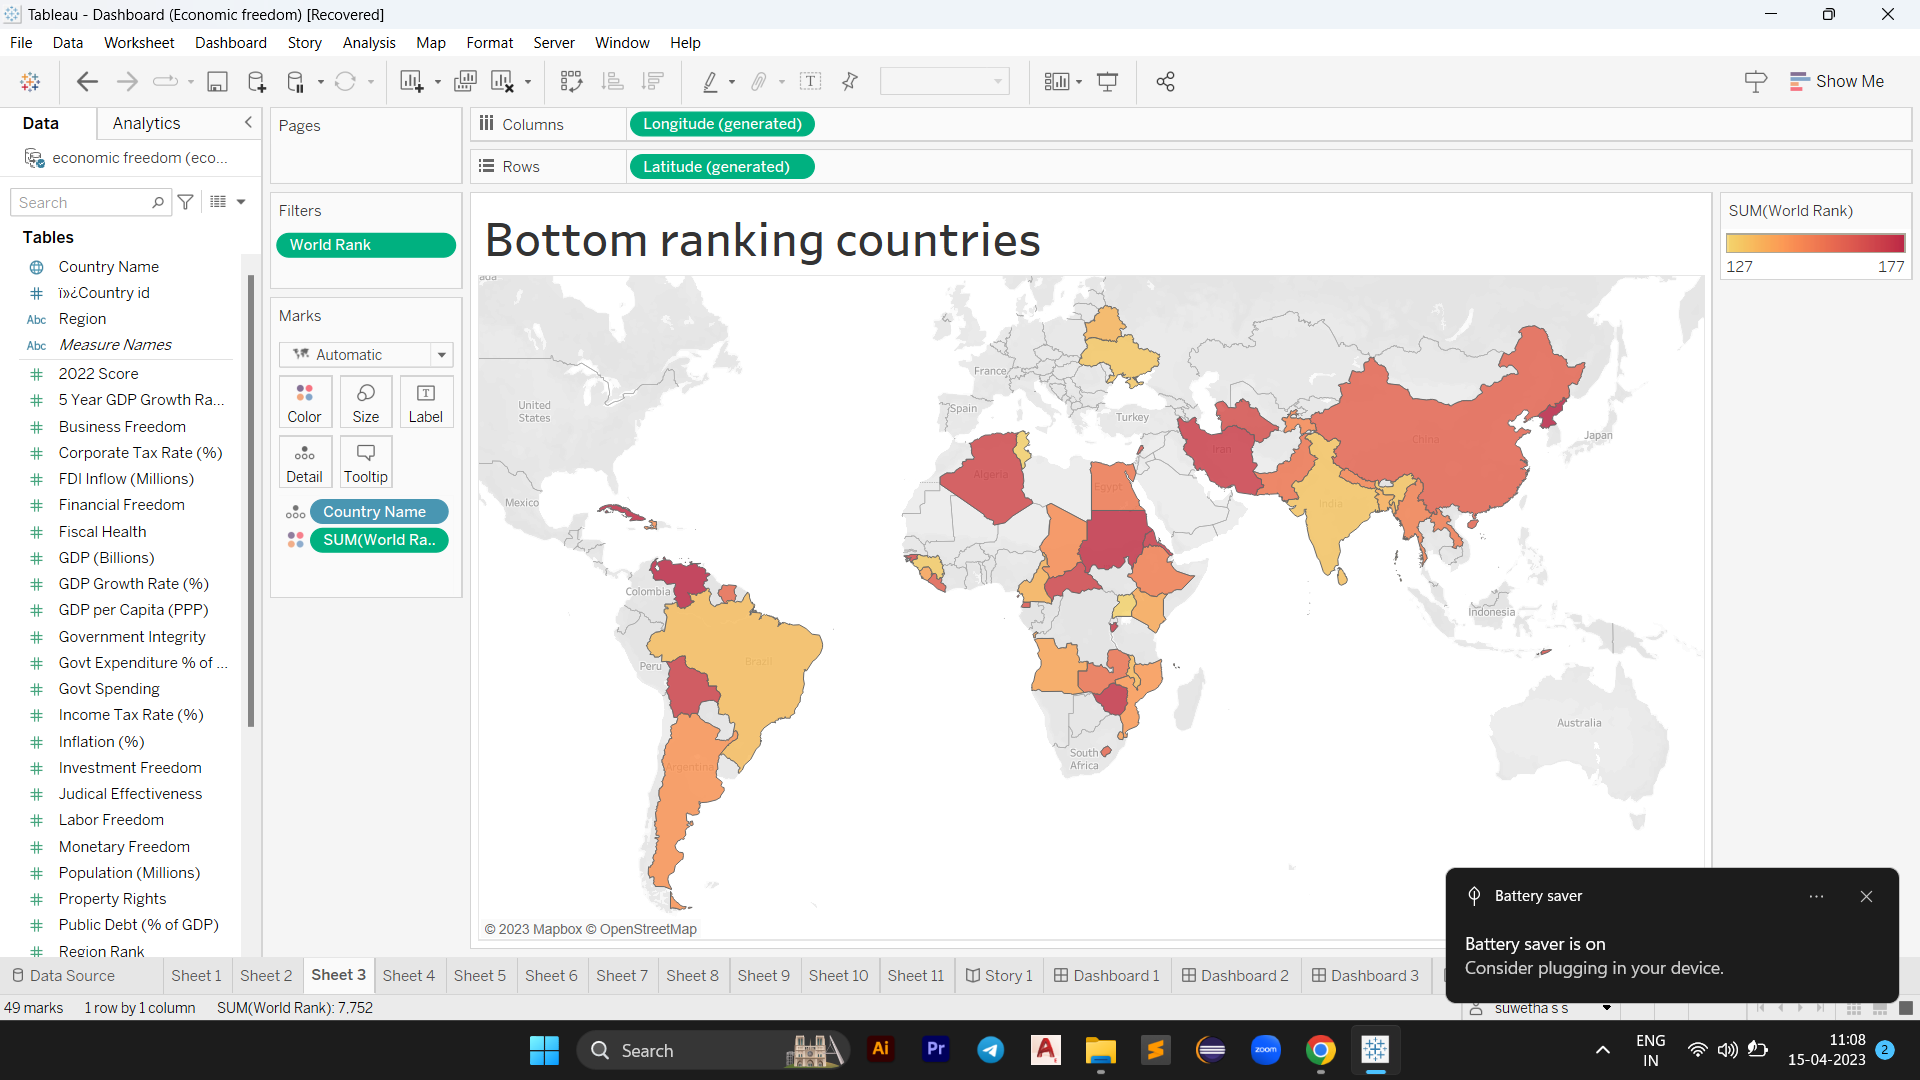 Tableau - Dashboard (Economic freedom) [Recovered]
File Data Worksheet Dashboard Story Analysis Map Format Server Window Help
Show Me
Data Analytics
economic freedom (eco...
Search
Tables
Country Name
ï»¿Country id
Region
Measure Names
2022 Score
5 Year GDP Growth Ra...
Business Freedom
Corporate Tax Rate (%)
FDI Inflow (Millions)
Financial Freedom
Fiscal Health
GDP (Billions)
GDP Growth Rate (%)
GDP per Capita (PPP)
Government Integrity
Govt Expenditure % of ...
Govt Spending
Income Tax Rate (%)
Inflation (%)
Investment Freedom
Judical Effectiveness
Labor Freedom
Monetary Freedom
Population (Millions)
Property Rights
Public Debt (% of GDP)
Region Rank
Pages
Filters
World Rank
Marks
Automatic
Color Size Label
Detail Tooltip
Country Name
SUM(World Ra..
Columns Longitude (generated)
Rows Latitude (generated)
Bottom ranking countries
United
States
Mexico
Colombia
Peru
Brazil
Argentina
France
Spain
Turkey
Algeria
Egypt
Iran
India
China
Japan
Indonesia
South
Africa
Australia
© 2023 Mapbox © OpenStreetMap
SUM(World Rank)
127 177
Battery saver
Battery saver is on
Consider plugging in your device.
Data Source Sheet 1 Sheet 2 Sheet 3 Sheet 4 Sheet 5 Sheet 6 Sheet 7 Sheet 8 Sheet 9 Sheet 10 Sheet 11 Story 1 Dashboard 1 Dashboard 2 Dashboard 3
49 marks 1 row by 1 column SUM(World Rank): 7,752
suwetha s s
Search
Ai
Pr
zoom
ENG
IN
11:08
15-04-2023
2